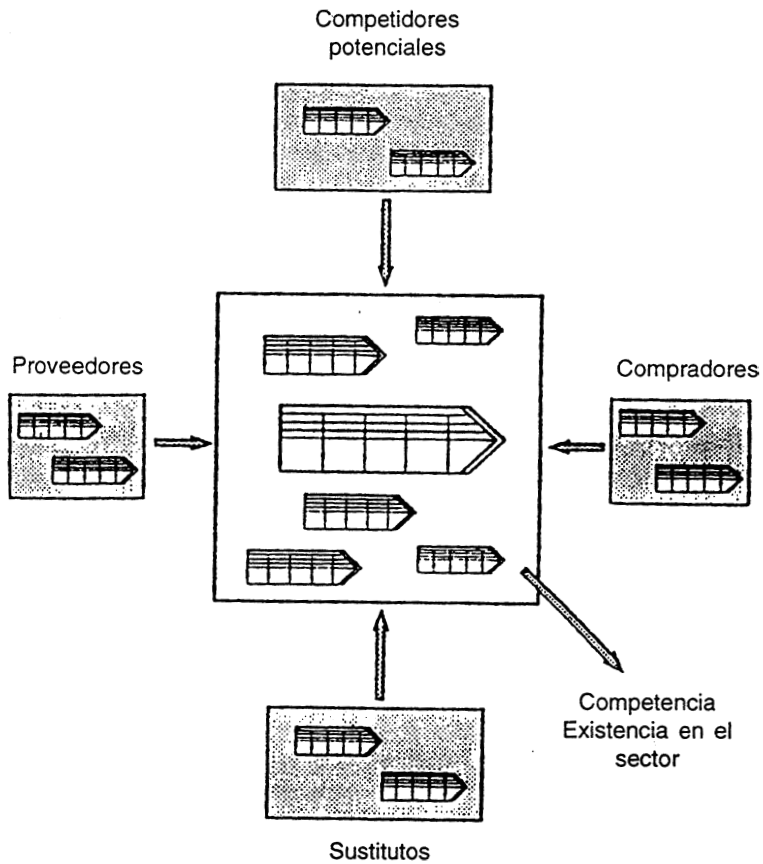 Competidores
potenciales
Proveedores
Compradores
Competencia
Existencia en el
sector
Sustitutos